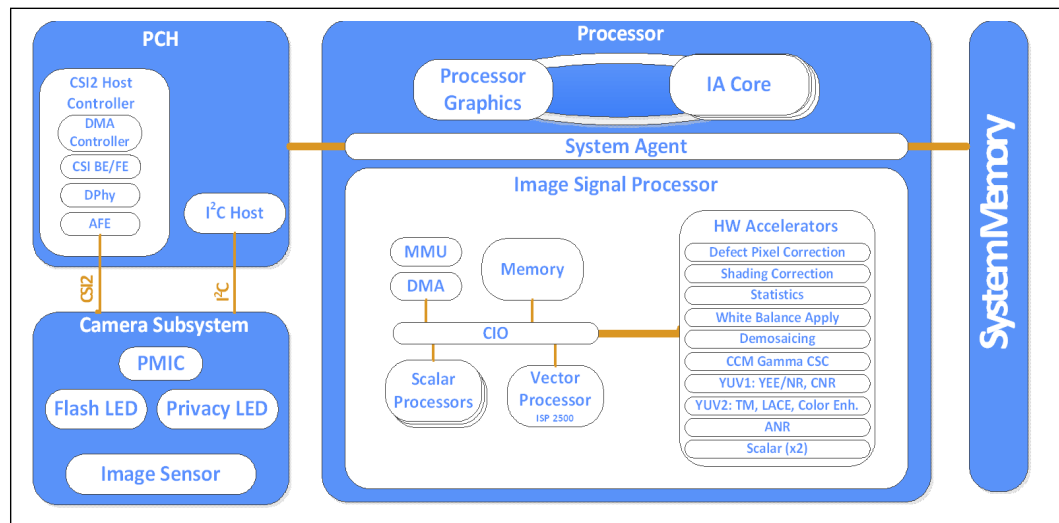 PCH
CSI2 Host
Controller
DMA
Controller
CSI BE/FE
DPhy
AFE
I²C Host
CSI2
I²C
Camera Subsystem
PMIC
Flash LED
Privacy LED
Image Sensor
Processor
Processor
Graphics
IA Core
System Agent
Image Signal Processor
MMU
DMA
Memory
CIO
Scalar
Processors
Vector
Processor
ISP 2500
HW Accelerators
Defect Pixel Correction
Shading Correction
Statistics
White Balance Apply
Demosaicing
CCM Gamma CSC
YUV1: YEE/NR, CNR
YUV2: TM, LACE, Color Enh.
ANR
Scalar (x2)
System Memory